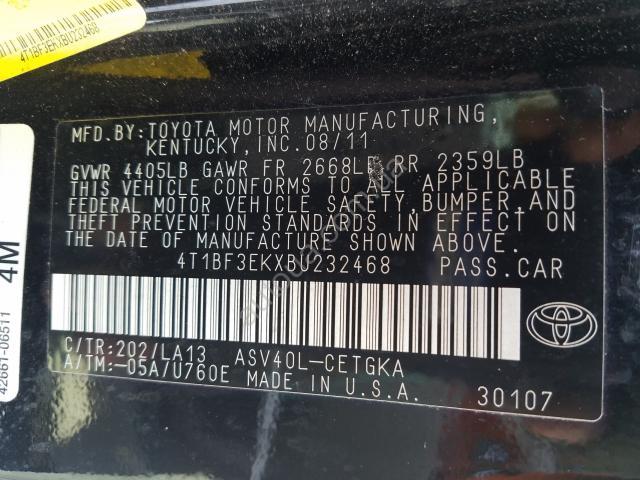 4T1BF3EKXBU232468
MFD.BY: TOYOTA MOTOR MANUFACTURING,
KENTUCKY, INC. 08/11
GVWR 4405LB GAWR FR 2668LB RR 2359LB
THIS VEHICLE CONFORMS TO ALL APPLICABLE
FEDERAL MOTOR VEHICLE SAFETY, BUMPER, AND
THEFT PREVENTION STANDARDS IN EFFECT ON
THE DATE OF MANUFACTURE SHOWN ABOVE.
4T1BF3EKXBU232468 PASS.CAR
C/TR:202/LA13 ASV40L-CETGKA
A/TM:-05A/U760E MADE IN U.S.A.
30107
4M
42661-06511